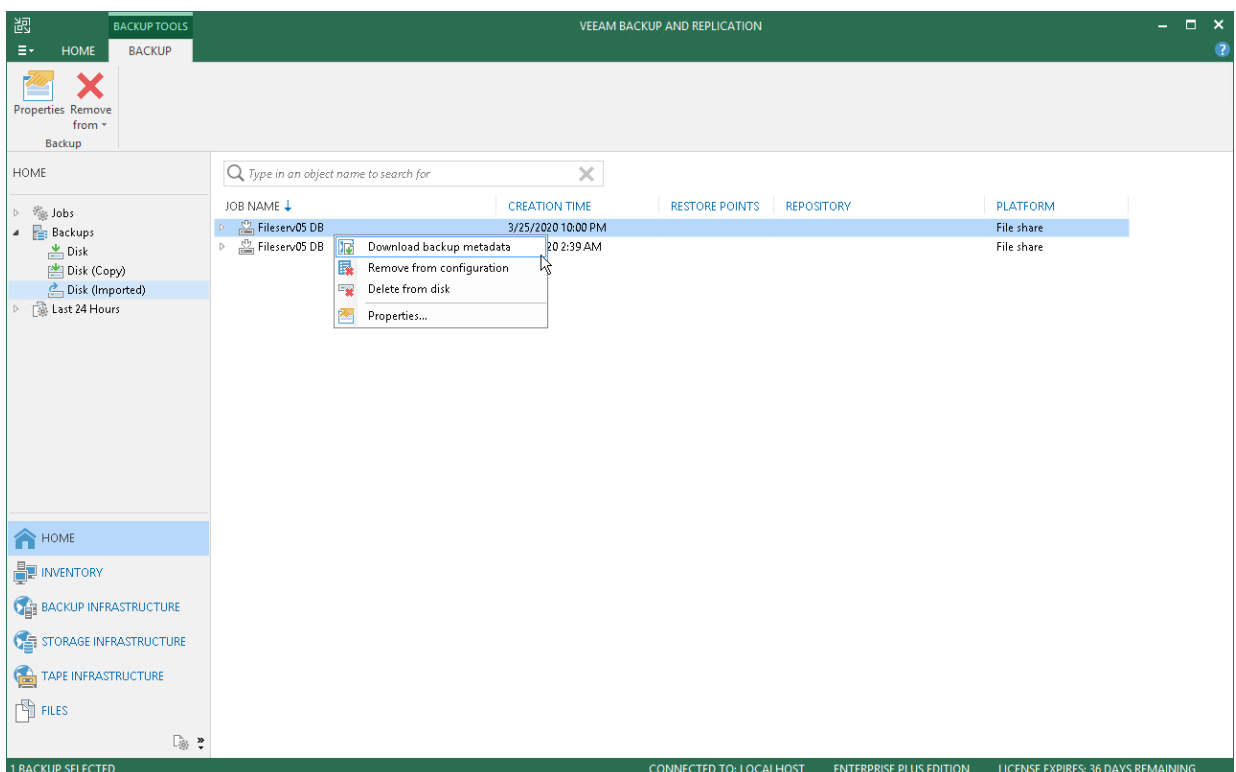 BACKUP TOOLS
VEEAM BACKUP AND REPLICATION
HOME
BACKUP
Properties
Remove
from
Backup
HOME
Type in an object name to search for
Jobs
Backups
Disk
Disk (Copy)
Disk (Imported)
Last 24 Hours
JOB NAME CREATION TIME RESTORE POINTS REPOSITORY PLATFORM
Fileserv05 DB 3/25/2020 10:00 PM File share
Fileserv05 DB 20 2:39 AM File share
Download backup metadata
Remove from configuration
Delete from disk
Properties...
HOME
INVENTORY
BACKUP INFRASTRUCTURE
STORAGE INFRASTRUCTURE
TAPE INFRASTRUCTURE
FILES
1 BACKUP SELECTED CONNECTED TO: LOCALHOST ENTERPRISE PLUS EDITION LICENSE EXPIRES: 36 DAYS REMAINING